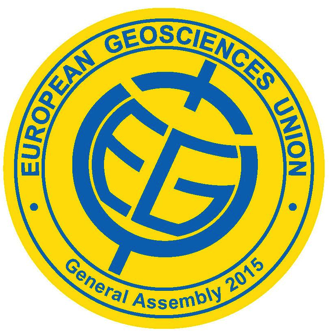 EUROPEAN GEOSCIENCES UNION
EGU
General Assembly 2015